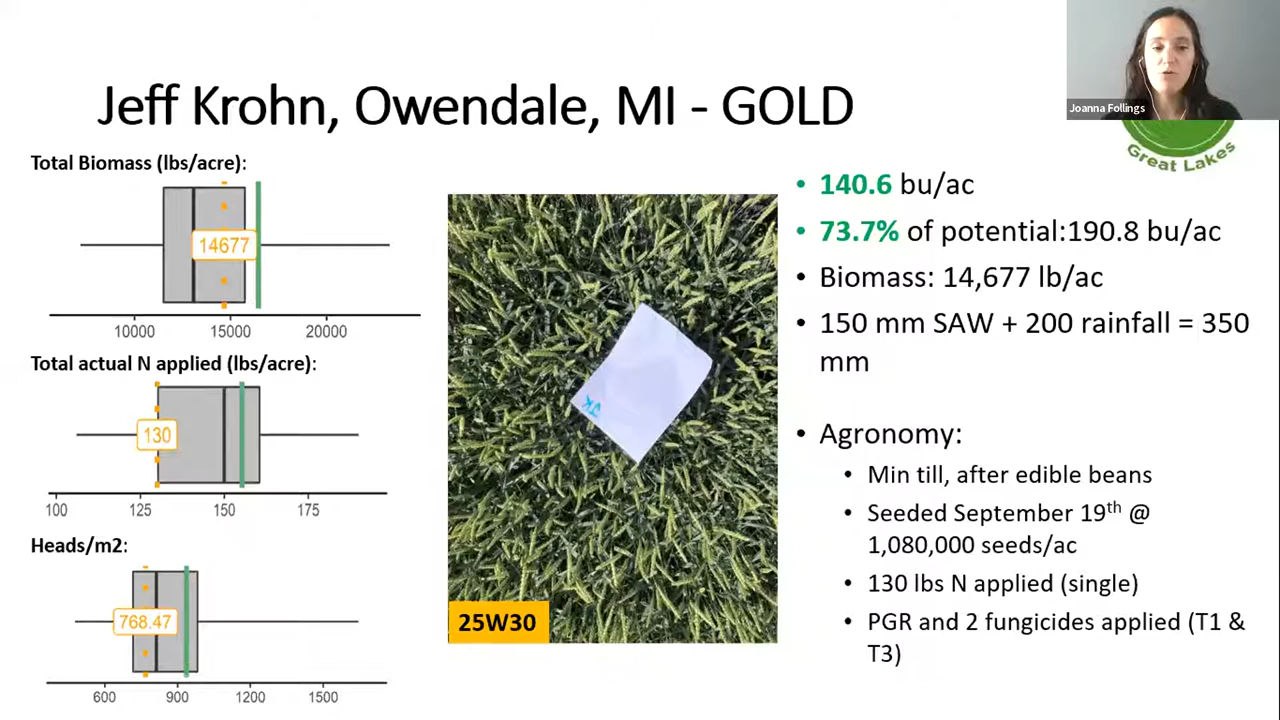 Jeff Krohn, Owendale, MI - GOLD
Joanna Follings
Great Lakes
Total Biomass (lbs/acre):
14677
10000 15000 20000
Total actual N applied (lbs/acre):
130
100 125 150 175
Heads/m2:
768.47
600 900 1200 1500
JK
25W30
• 140.6 bu/ac
• 73.7% of potential:190.8 bu/ac
• Biomass: 14,677 lb/ac
• 150 mm SAW + 200 rainfall = 350
mm
• Agronomy:
• Min till, after edible beans
• Seeded September 19th @
1,080,000 seeds/ac
• 130 lbs N applied (single)
• PGR and 2 fungicides applied (T1 &
T3)